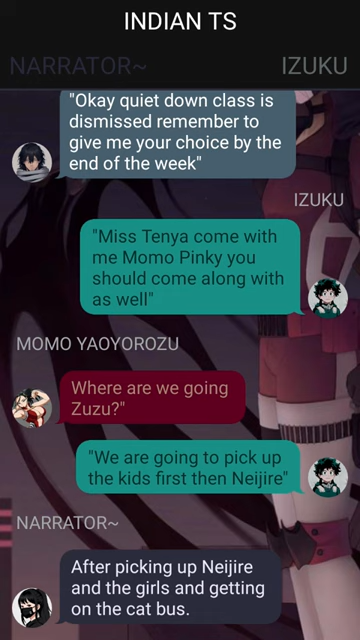 INDIAN TS
NARRATOR~
IZUKU
"Okay quiet down class is
dismissed remember to
give me your choice by the
end of the week"
IZUKU
"Miss Tenya come with
me Momo Pinky you
should come along with
as well"
MOMO YAOYOROZU
Where are we going
Zuzu?"
"We are going to pick up
the kids first then Neijire"
NARRATOR~
After picking up Neijire
and the girls and getting
on the cat bus.